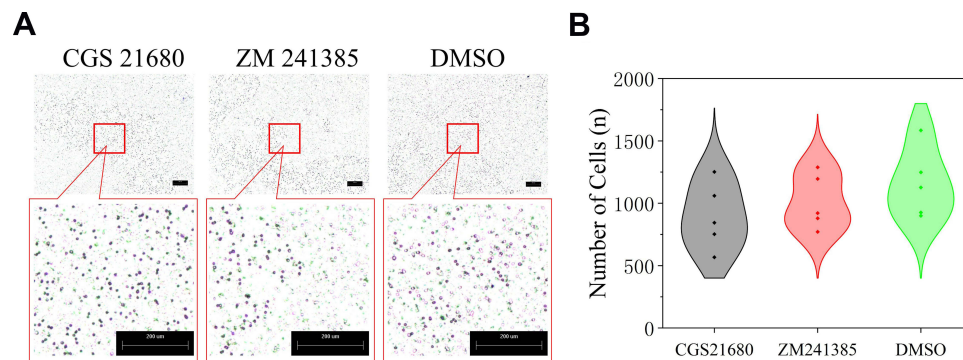 A
CGS 21680
ZM 241385
DMSO
200 um
200 um
200 um
B
Number of Cells (n)
2000
1500
1000
500
0
CGS21680
ZM241385
DMSO